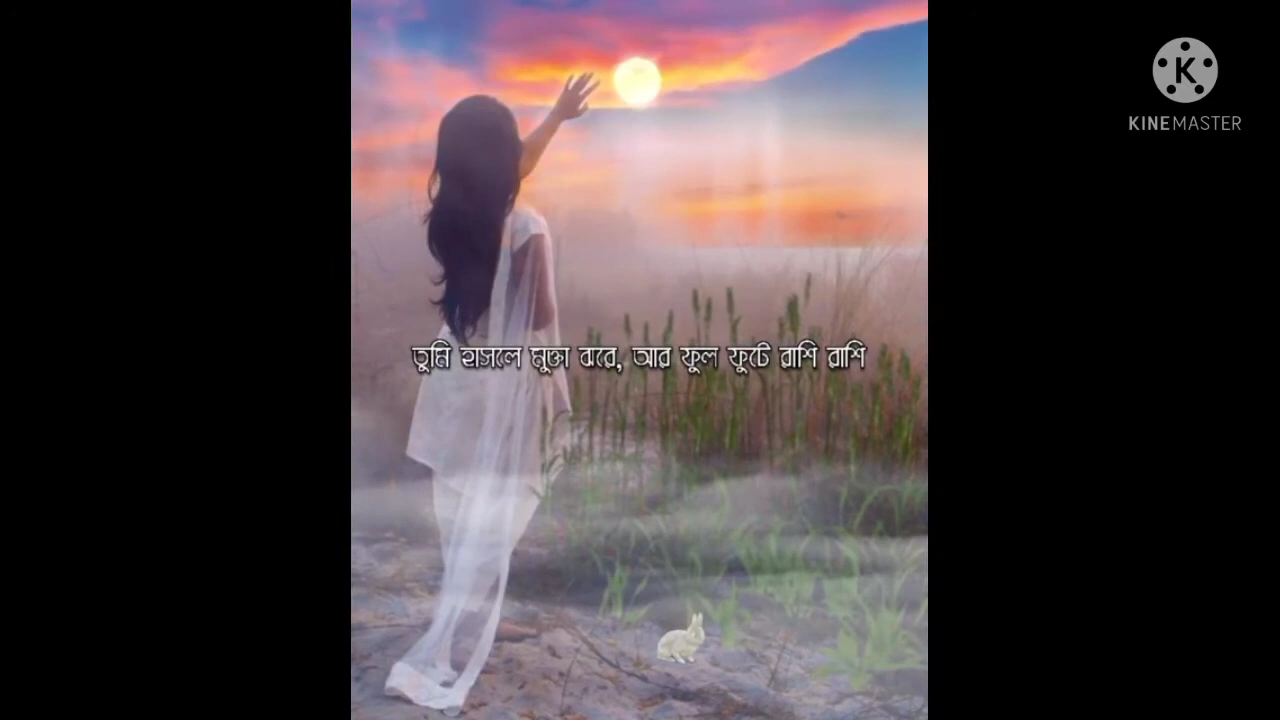 KINEMASTER
তুমি হাসলে মুক্তা ঝরে, আর ফুল ফুটে রাশি রাশি